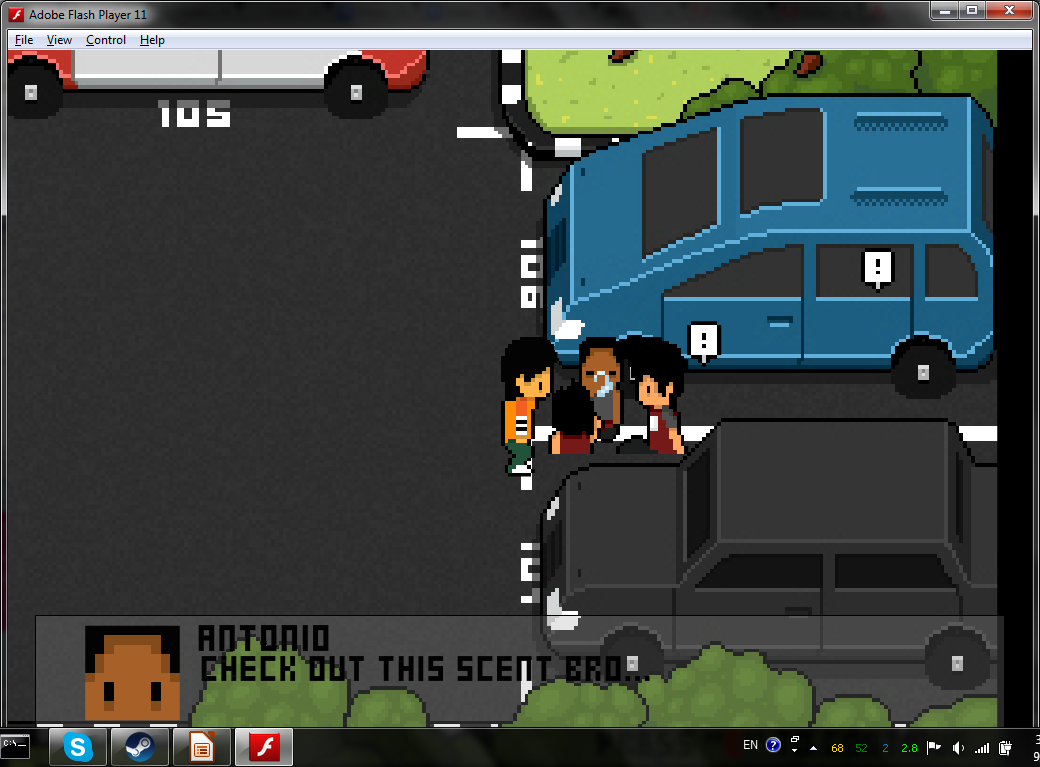 Adobe Flash Player 11
File View Control Help
105
ANTONIO
CHECK OUT THIS SCENT BRO...
EN 68 52 2 2.8